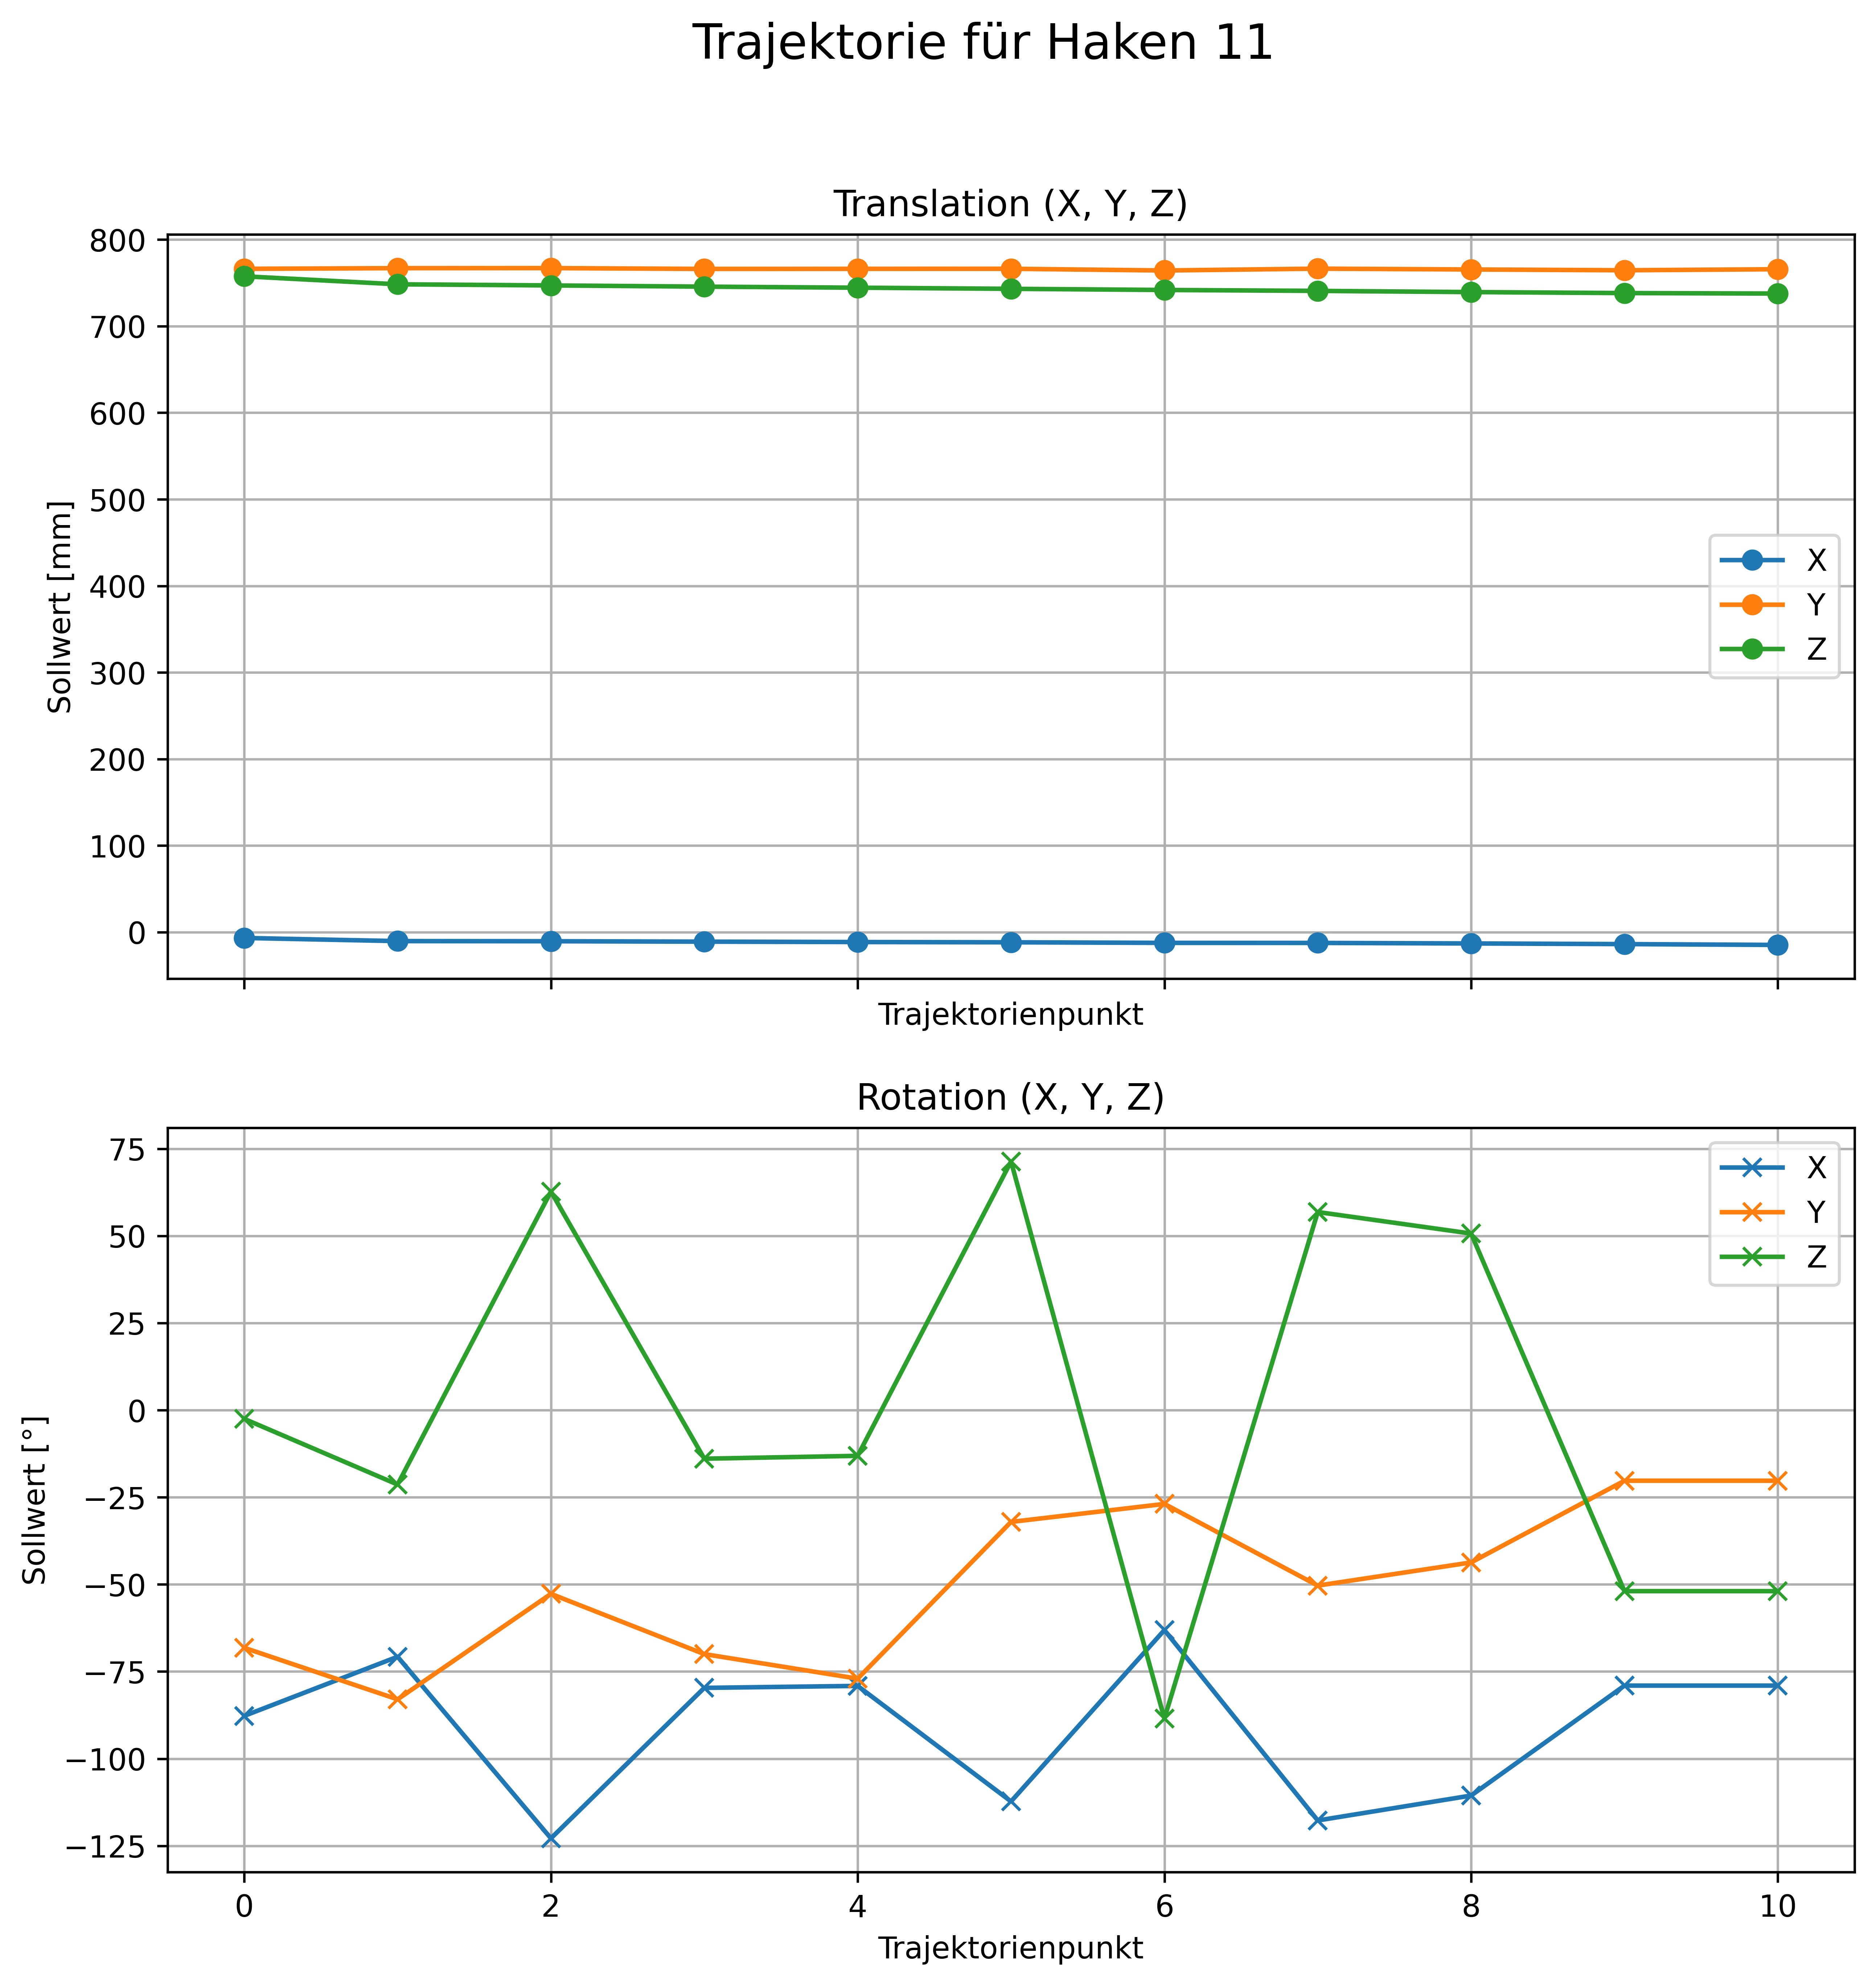 Trajektorie für Haken 11
Translation (X, Y, Z)
800
700
600
500
400
300
200
100
0
Sollwert [mm]
X
Y
Z
Trajektorienpunkt
Rotation (X, Y, Z)
75
50
25
0
−25
−50
−75
−100
−125
Sollwert [°]
X
Y
Z
0 2 4 6 8 10
Trajektorienpunkt